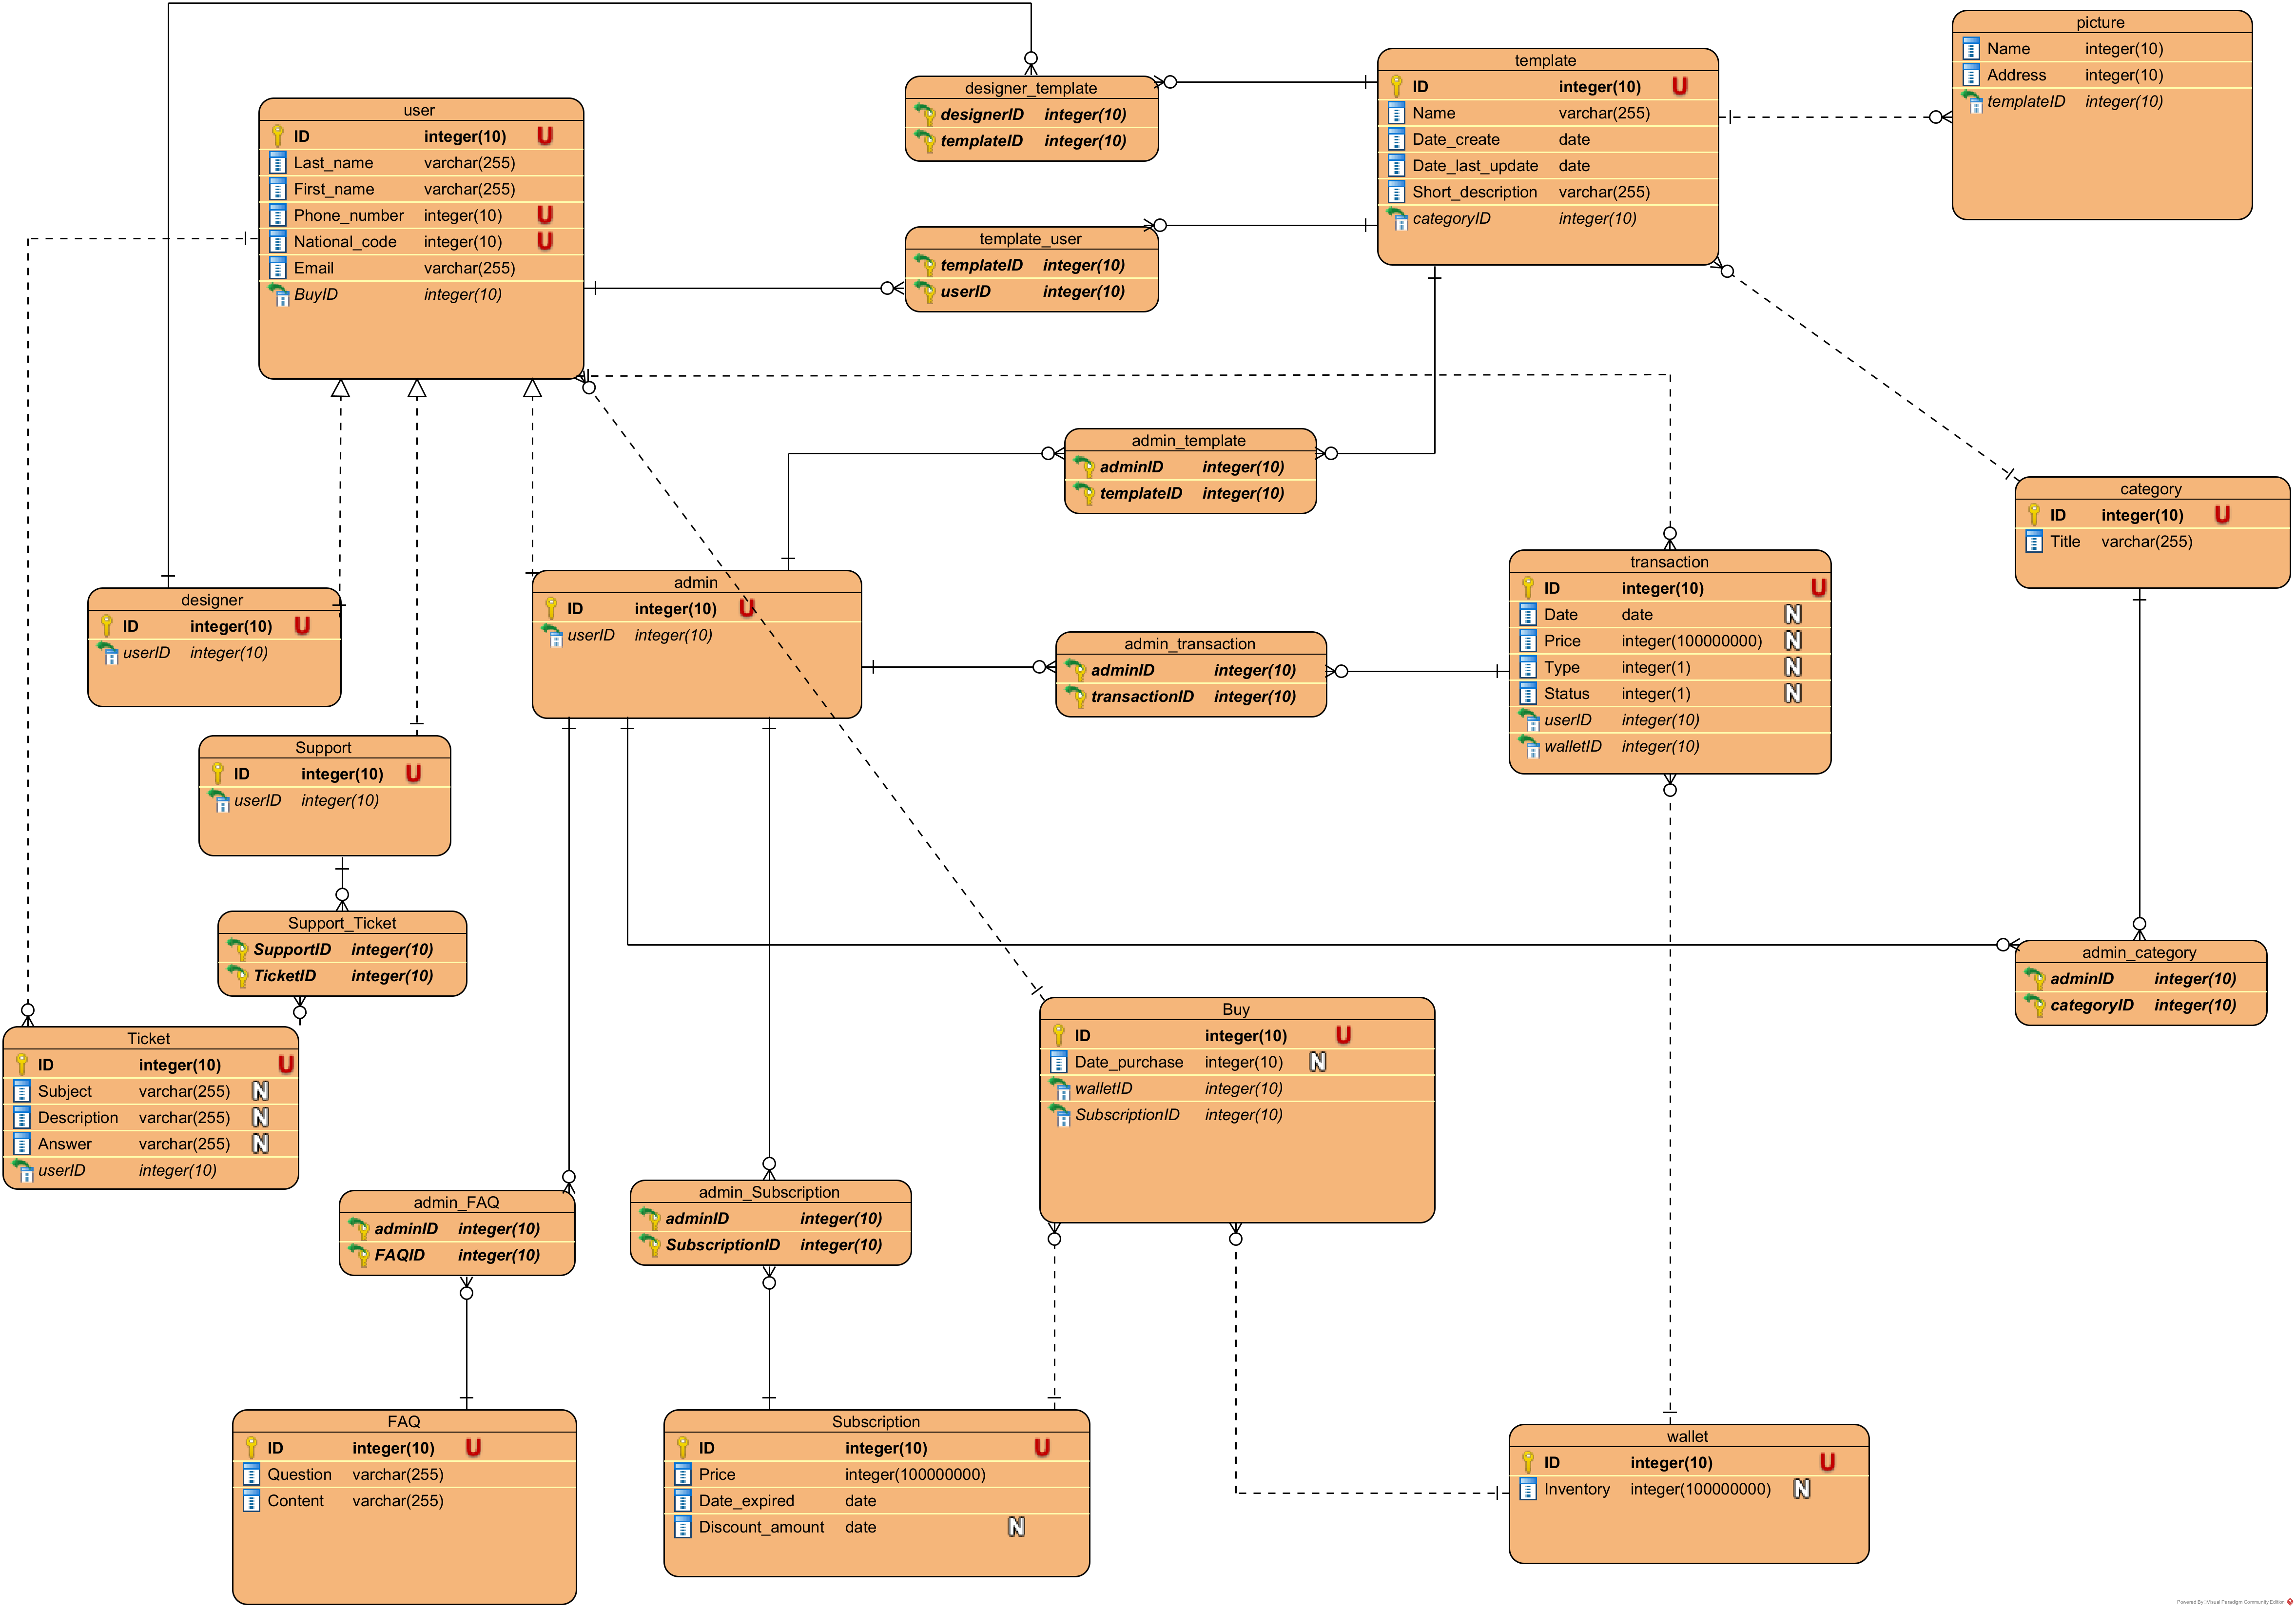 picture
Name integer(10)
Address integer(10)
templateID integer(10)
template
ID integer(10) U
Name varchar(255)
Date_create date
Date_last_update date
Short_description varchar(255)
categoryID integer(10)
designer_template
designerID integer(10)
templateID integer(10)
user
ID integer(10) U
Last_name varchar(255)
First_name varchar(255)
Phone_number integer(10) U
National_code integer(10) U
Email varchar(255)
BuyID integer(10)
template_user
templateID integer(10)
userID integer(10)
admin_template
adminID integer(10)
templateID integer(10)
category
ID integer(10) U
Title varchar(255)
transaction
ID integer(10) U
Date date N
Price integer(100000000) N
Type integer(1) N
Status integer(1) N
userID integer(10)
walletID integer(10)
admin
ID integer(10) U
userID integer(10)
designer
ID integer(10) U
userID integer(10)
admin_transaction
adminID integer(10)
transactionID integer(10)
Support
ID integer(10) U
userID integer(10)
Support_Ticket
SupportID integer(10)
TicketID integer(10)
admin_category
adminID integer(10)
categoryID integer(10)
Buy
ID integer(10) U
Date_purchase integer(10) N
walletID integer(10)
SubscriptionID integer(10)
Ticket
ID integer(10) U
Subject varchar(255) N
Description varchar(255) N
Answer varchar(255) N
userID integer(10)
admin_FAQ
adminID integer(10)
FAQID integer(10)
admin_Subscription
adminID integer(10)
SubscriptionID integer(10)
FAQ
ID integer(10) U
Question varchar(255)
Content varchar(255)
Subscription
ID integer(10) U
Price integer(100000000)
Date_expired date
Discount_amount date N
wallet
ID integer(10) U
Inventory integer(100000000) N
Powered By: Visual Paradigm Community Edition